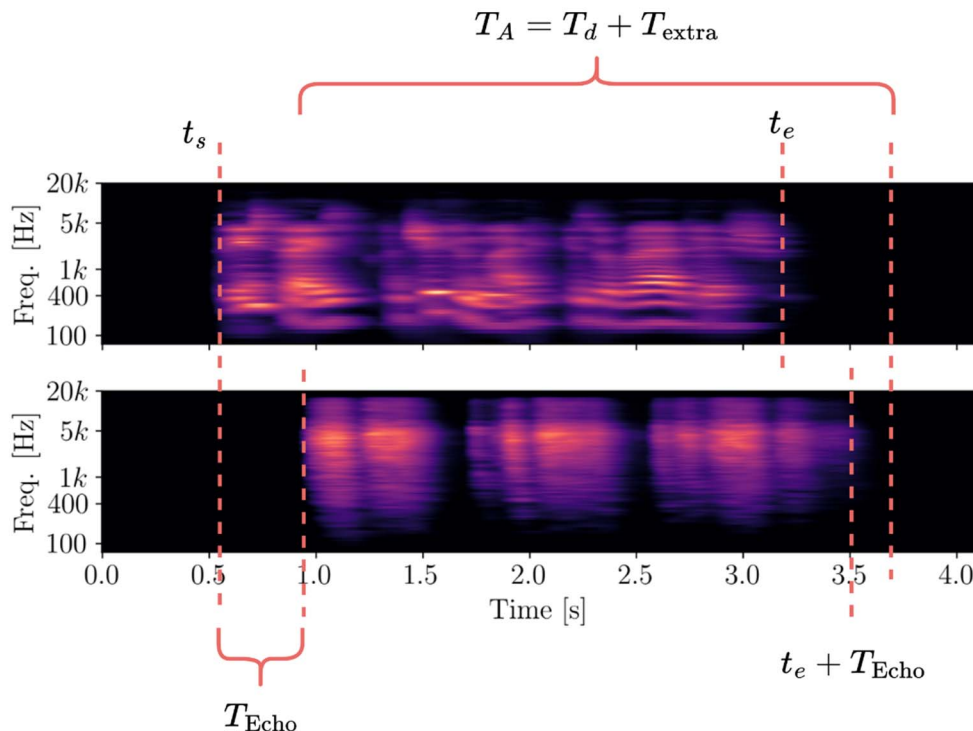 T_A = T_d + T_extra
t_s
t_e
20k
5k
1k
400
100
Freq. [Hz]
20k
5k
1k
400
100
Freq. [Hz]
0.0 0.5 1.0 1.5 2.0 2.5 3.0 3.5 4.0
Time [s]
t_e + T_Echo
T_Echo